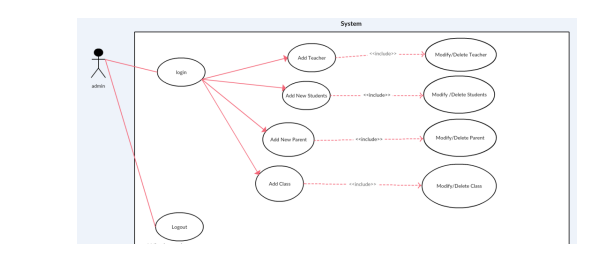 System
Add Teacher
<<Include>>
Modify/Delete Teacher
login
admin
Add New Students
<<Include>>
Modify /Delete Students
Add New Parent
<<Include>>
Modify/Delete Parent
Add Class
<<Include>>
Modify/Delete Class
Logout